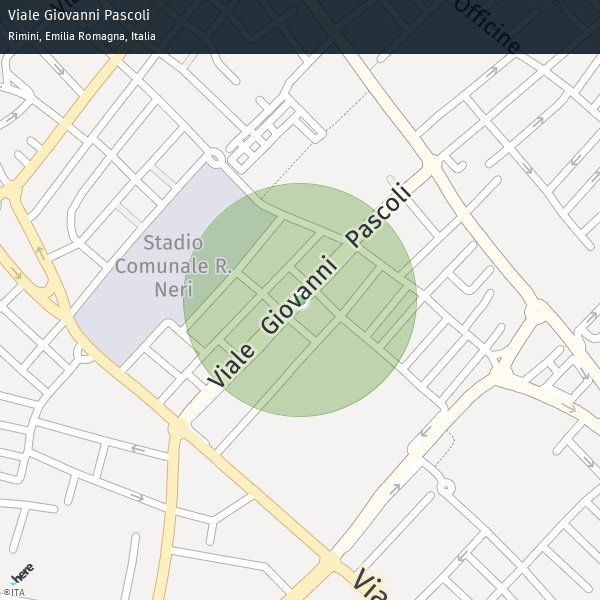 Viale Giovanni Pascoli
Rimini, Emilia Romagna, Italia
Officine
Stadio
Comunale R.
Neri
Viale Giovanni Pascoli
Via
here
©ITA